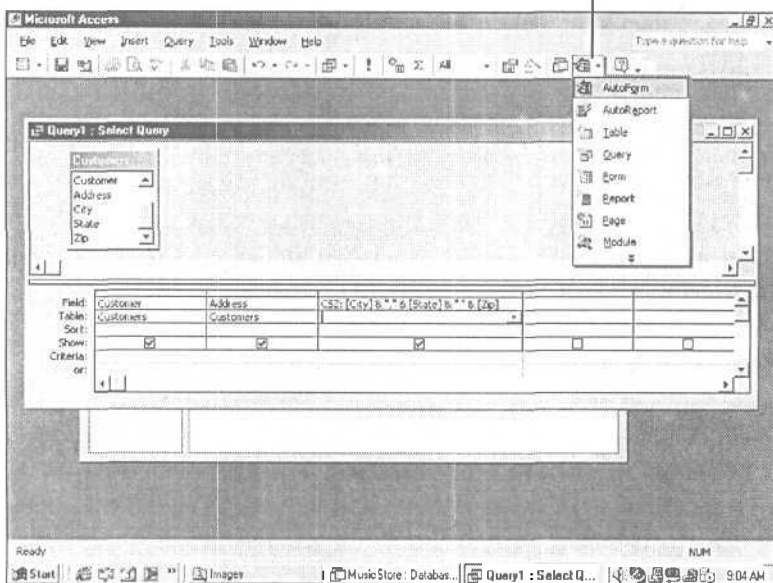 Microsoft Access
File Edit View Insert Query Tools Window Help
Type a question for help
All
AutoForm
AutoReport
Table
Query
Form
Report
Page
Module
Query1 : Select Query
Customers
Customer
Address
City
State
Zip
Field: Customer Address CSZ: [City] & "," & [State] & " " & [Zip]
Table: Customers Customers
Sort:
Show:
Criteria:
or:
Ready NUM
Start Images MusicStore : Databas... Query1 : Select Q... 9:04 AM